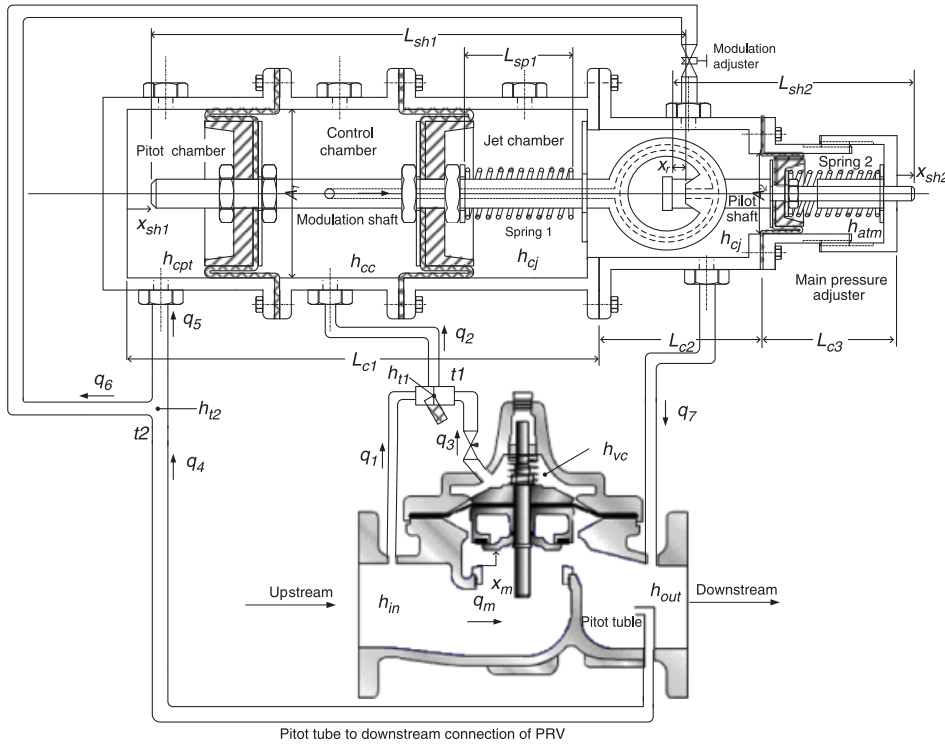 L_sh1
L_sp1
Modulation
adjuster
L_sh2
Pitot chamber
Control
chamber
Jet chamber
Spring 2
x_r
x_sh2
A_1
A_2
Modulation shaft
Pilot
shaft
x_sh1
Spring 1
h_cpt
h_cc
h_cj
h_cj
h_atm
Main pressure
adjuster
q_5
q_2
L_c1
L_c2
L_c3
q_6
h_t1
t1
h_t2
q_7
t2
q_1
q_3
h_vc
q_4
x_m
Upstream
h_in
q_m
h_out
Downstream
Pitot tuble
Pitot tube to downstream connection of PRV